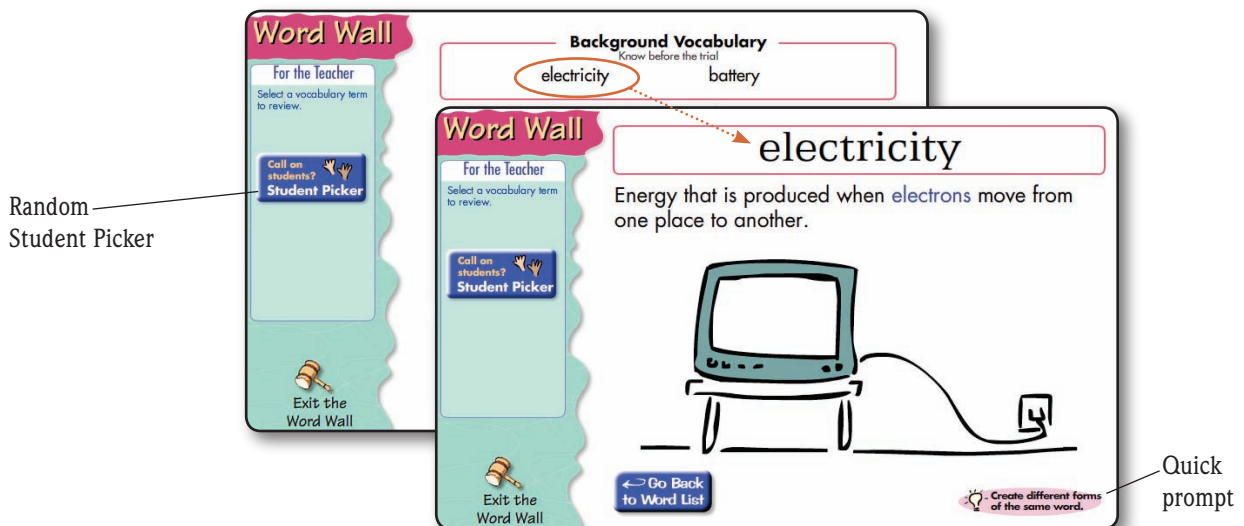 Word Wall
For the Teacher
Select a vocabulary term
to review.
Call on
students?
Student Picker
Exit the
Word Wall
Background Vocabulary
Know before the trial
electricity battery
Random
Student Picker
Word Wall
For the Teacher
Select a vocabulary term
to review.
Call on
students?
Student Picker
Exit the
Word Wall
electricity
Energy that is produced when electrons move from
one place to another.
Go Back
to Word List
Create different forms
of the same word.
Quick
prompt